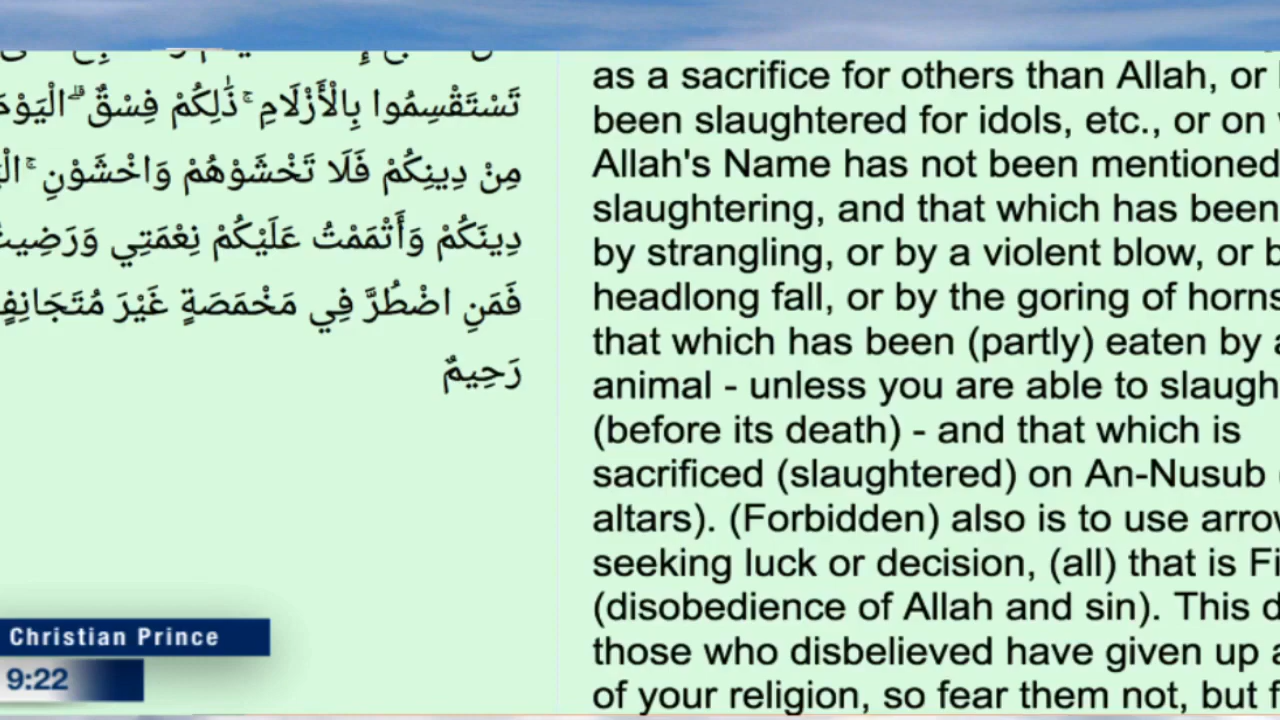 تَسْتَقْسِمُوا بِالْأَزْلَامِ ۚ ذَٰلِكُمْ فِسْقٌ ۗ الْيَوْمَ
مِنْ دِينِكُمْ فَلَا تَخْشَوْهُمْ وَاخْشَوْنِ ۚ
دِينَكُمْ وَأَتْمَمْتُ عَلَيْكُمْ نِعْمَتِي
فَمَنِ اضْطُرَّ فِي مَخْمَصَةٍ غَيْرَ مُتَجَانِفٍ
رَحِيمٌ
as a sacrifice for others than Allah, or
been slaughtered for idols, etc., or on
Allah's Name has not been mentioned
slaughtering, and that which has been
by strangling, or by a violent blow, or
headlong fall, or by the goring of horns
that which has been (partly) eaten by
animal - unless you are able to
(before its death) - and that which is
sacrificed (slaughtered) on An-Nusub
altars). (Forbidden) also is to use
seeking luck or decision, (all) that is
(disobedience of Allah and sin). This
those who disbelieved have given up
of your religion, so fear them not, but
Christian Prince
9:22